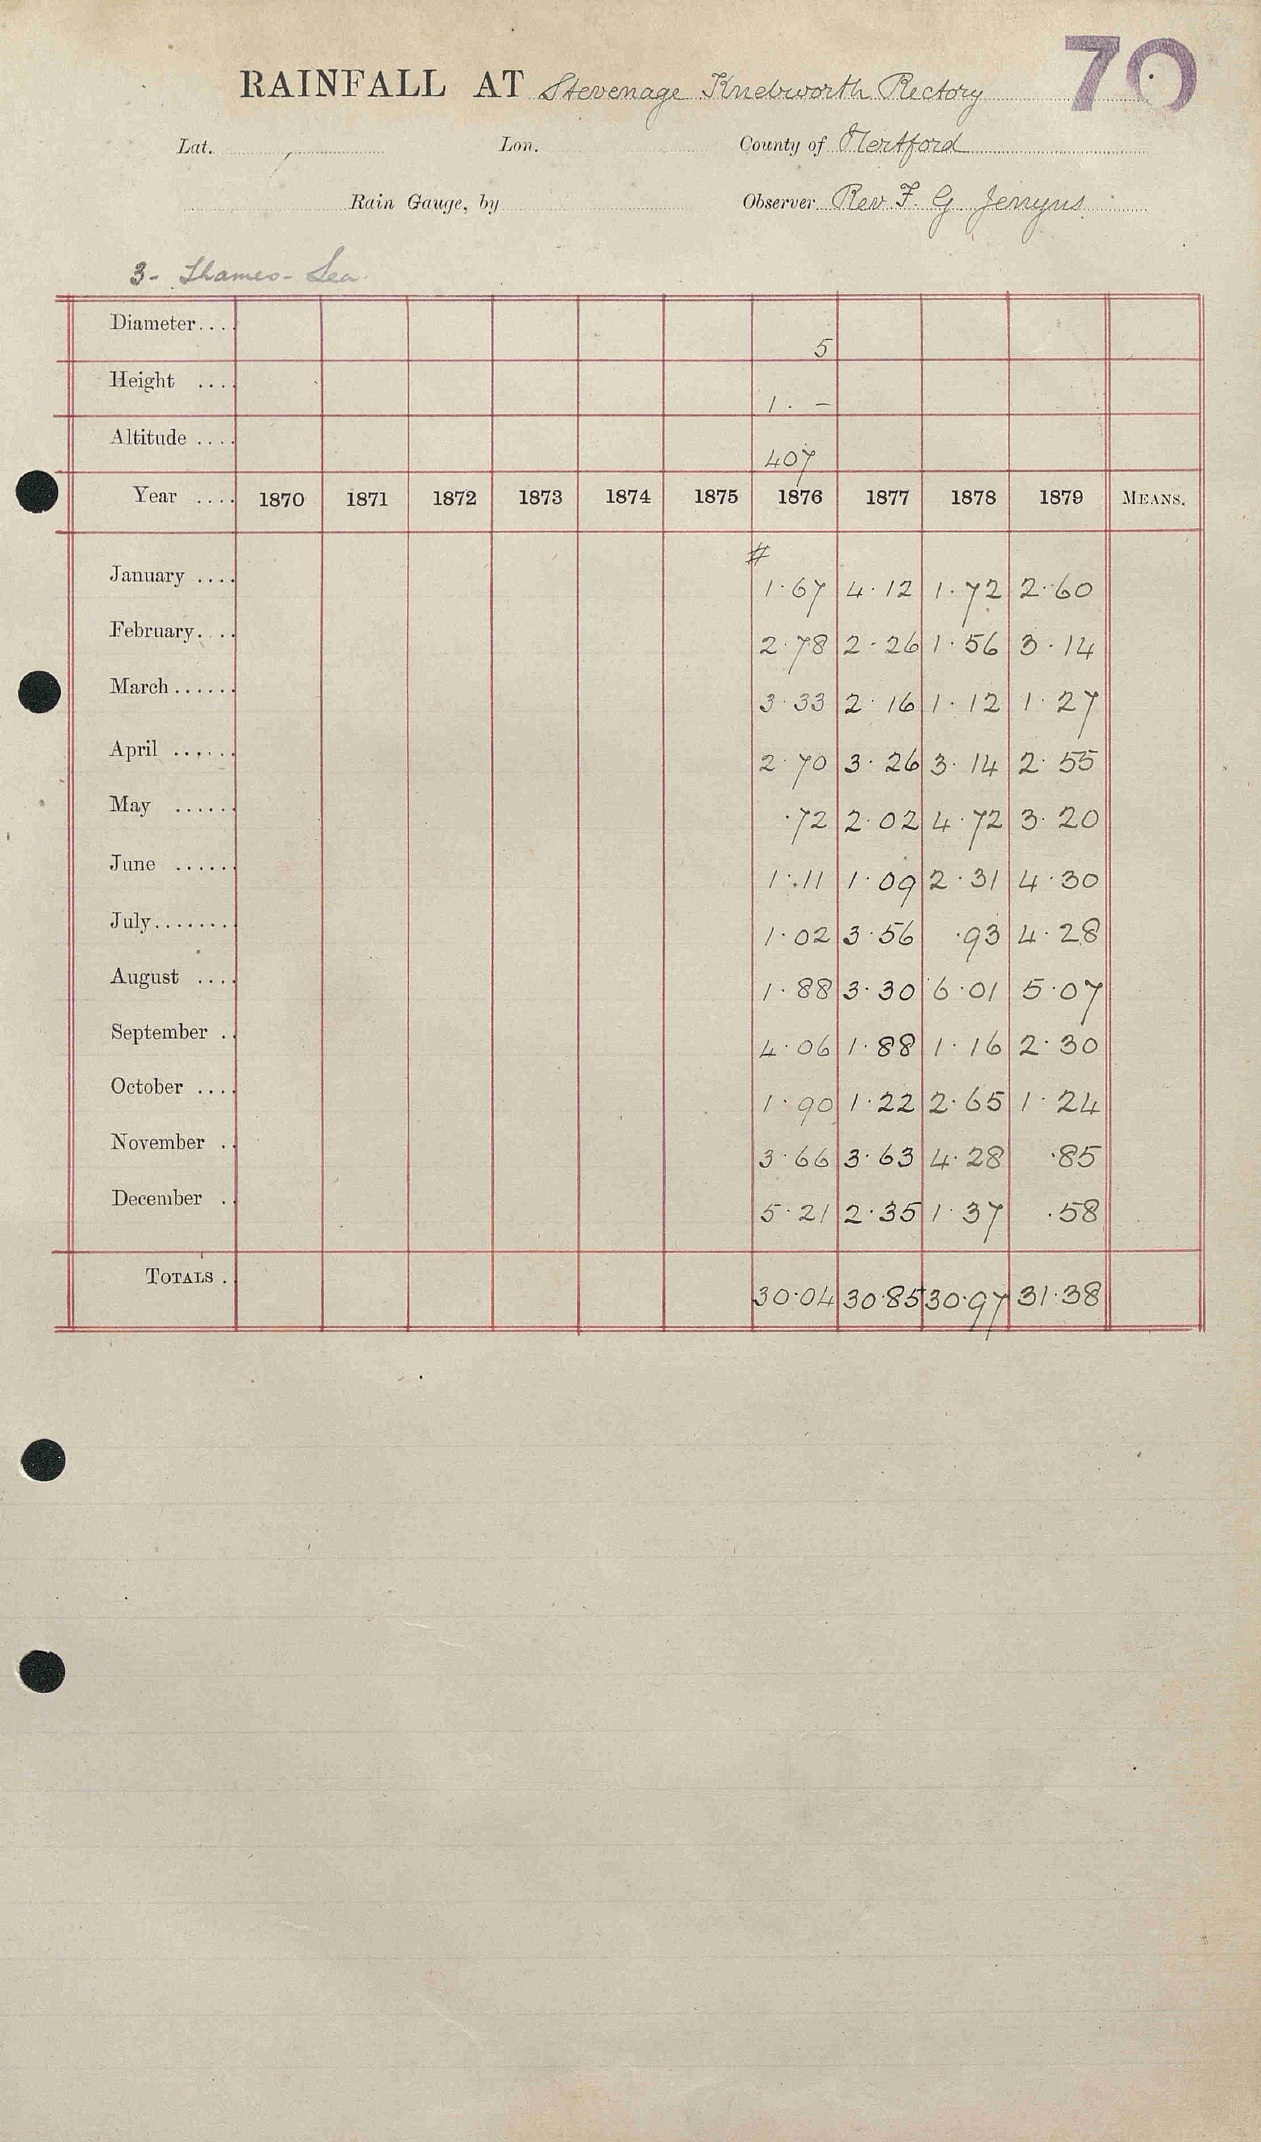 70
RAINFALL AT Stevenage Knebworth Rectory
Lat. Lon. County of Hertford
Rain Gauge, by Observer Rev. F. G. Jenyns
3 - Thames - Lea.
Diameter.... 5
Height .... 1. -
Altitude .... 407
Year .... 1870 1871 1872 1873 1874 1875 1876 1877 1878 1879 MEANS.
#
January .... 1.67 4.12 1.72 2.60
February.... 2.78 2.26 1.56 3.14
March...... 3.33 2.16 1.12 1.27
April ...... 2.70 3.26 3.14 2.55
May ...... .72 2.02 4.72 3.20
June ...... 1.11 1.09 2.31 4.30
July....... 1.02 3.56 .93 4.28
August .... 1.88 3.30 6.01 5.07
September .. 4.06 1.88 1.16 2.30
October .... 1.90 1.22 2.65 1.24
November .. 3.66 3.63 4.28 .85
December .. 5.21 2.35 1.37 .58
TOTALS . 30.04 30.85 30.97 31.38